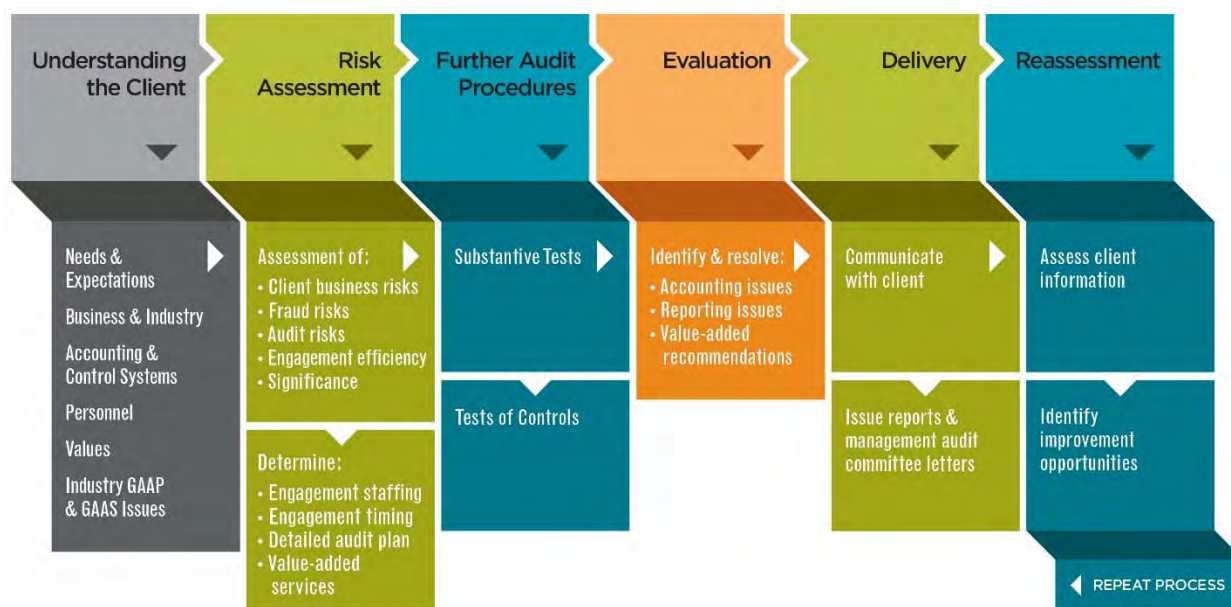 Understanding
the Client
Risk
Assessment
Further Audit
Procedures
Evaluation
Delivery
Reassessment
Needs &
Expectations
Business & Industry
Accounting &
Control Systems
Personnel
Values
Industry GAAP
& GAAS Issues
Assessment of:
• Client business risks
• Fraud risks
• Audit risks
• Engagement efficiency
• Significance
Determine:
• Engagement staffing
• Engagement timing
• Detailed audit plan
• Value-added
services
Substantive Tests
Tests of Controls
Identify & resolve:
• Accounting issues
• Reporting issues
• Value-added
recommendations
Communicate
with client
Issue reports &
management audit
committee letters
Assess client
information
Identify
improvement
opportunities
REPEAT PROCESS